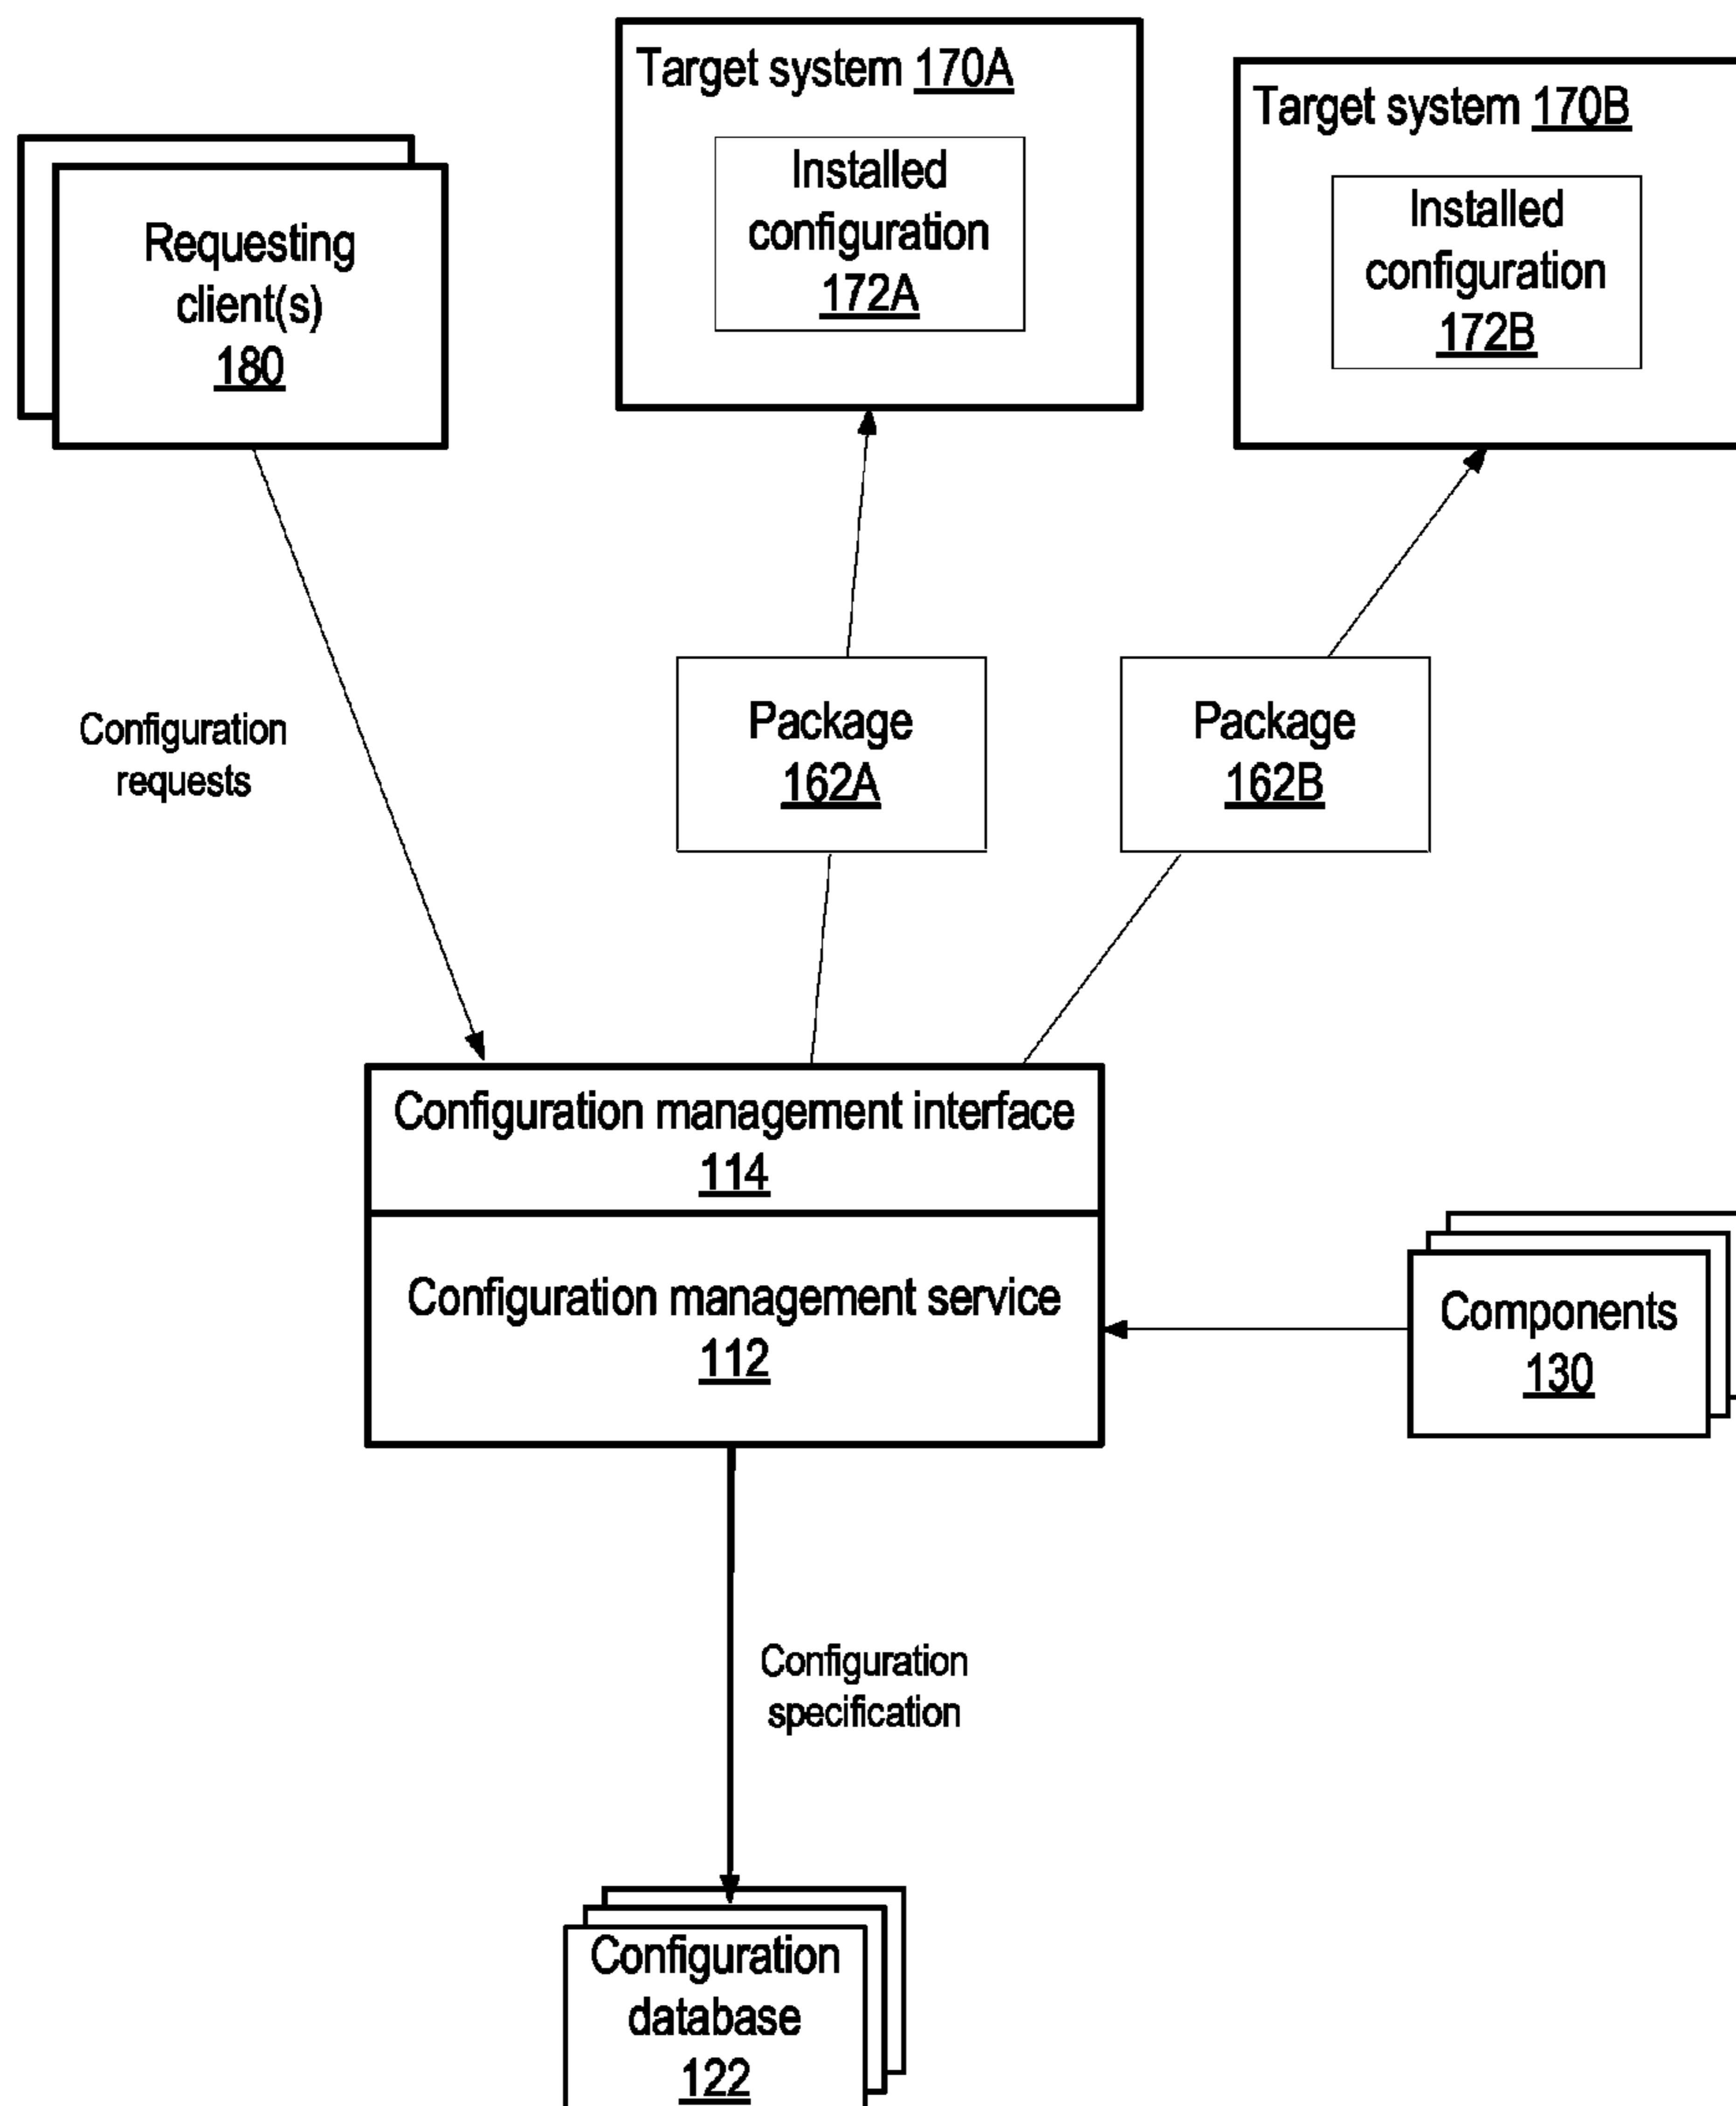 Target system 170A
Installed
configuration
172A
Target system 170B
Installed
configuration
172B
Requesting
client(s)
180
Configuration
requests
Package
162A
Package
162B
Configuration management interface
114
Configuration management service
112
Components
130
Configuration
specification
Configuration
database
122